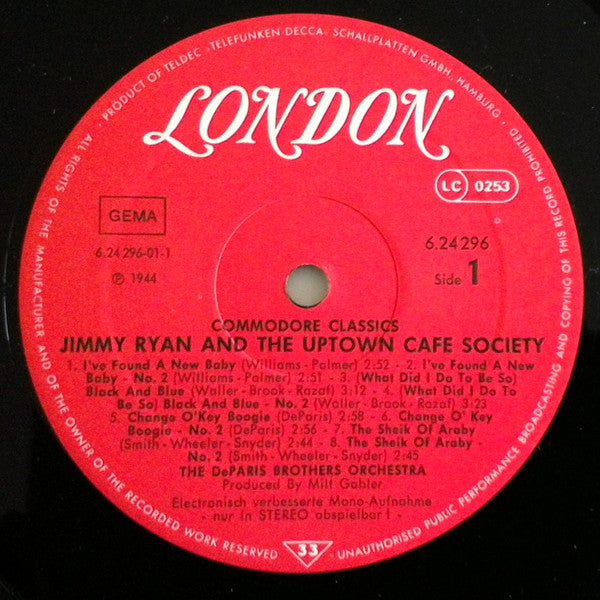 PRODUCT OF TELDEC »TELEFUNKEN-DECCA« SCHALLPLATTEN GMBH, HAMBURG
LONDON
LC 0253
GEMA
6.24 296-01-1
℗ 1944
6.24 296
Side 1
COMMODORE CLASSICS
JIMMY RYAN AND THE UPTOWN CAFE SOCIETY
1. I've Found A New Baby (Williams - Palmer) 2:52 - 2. I've Found A New
Baby - No. 2 (Williams - Palmer) 2:51 - 3. (What Did I Do To Be So)
Black And Blue (Waller - Brook - Razaf) 3:12 - 4. (What Did I Do To
Be So) Black And Blue - No. 2 (Waller - Brook - Razaf) 3:23
5. Change O'Key Boogie (DeParis) 2:58 - 6. Change O' Key
Boogie - No. 2 (DeParis) 2:56 - 7. The Sheik Of Araby
(Smith - Wheeler - Snyder) 2:44 - 8. The Sheik Of Araby -
No. 2 (Smith - Wheeler - Snyder) 2:45
THE DePARIS BROTHERS ORCHESTRA
Produced By Milt Gabler
Electronisch verbesserte Mono-Aufnahme
- nur in STEREO abspielbar! -
33
ALL RIGHTS OF THE MANUFACTURER AND OF THE OWNER OF THE RECORDED WORK RESERVED
UNAUTHORISED PUBLIC PERFORMANCE BROADCASTING AND COPYING OF THIS RECORD PROHIBITED